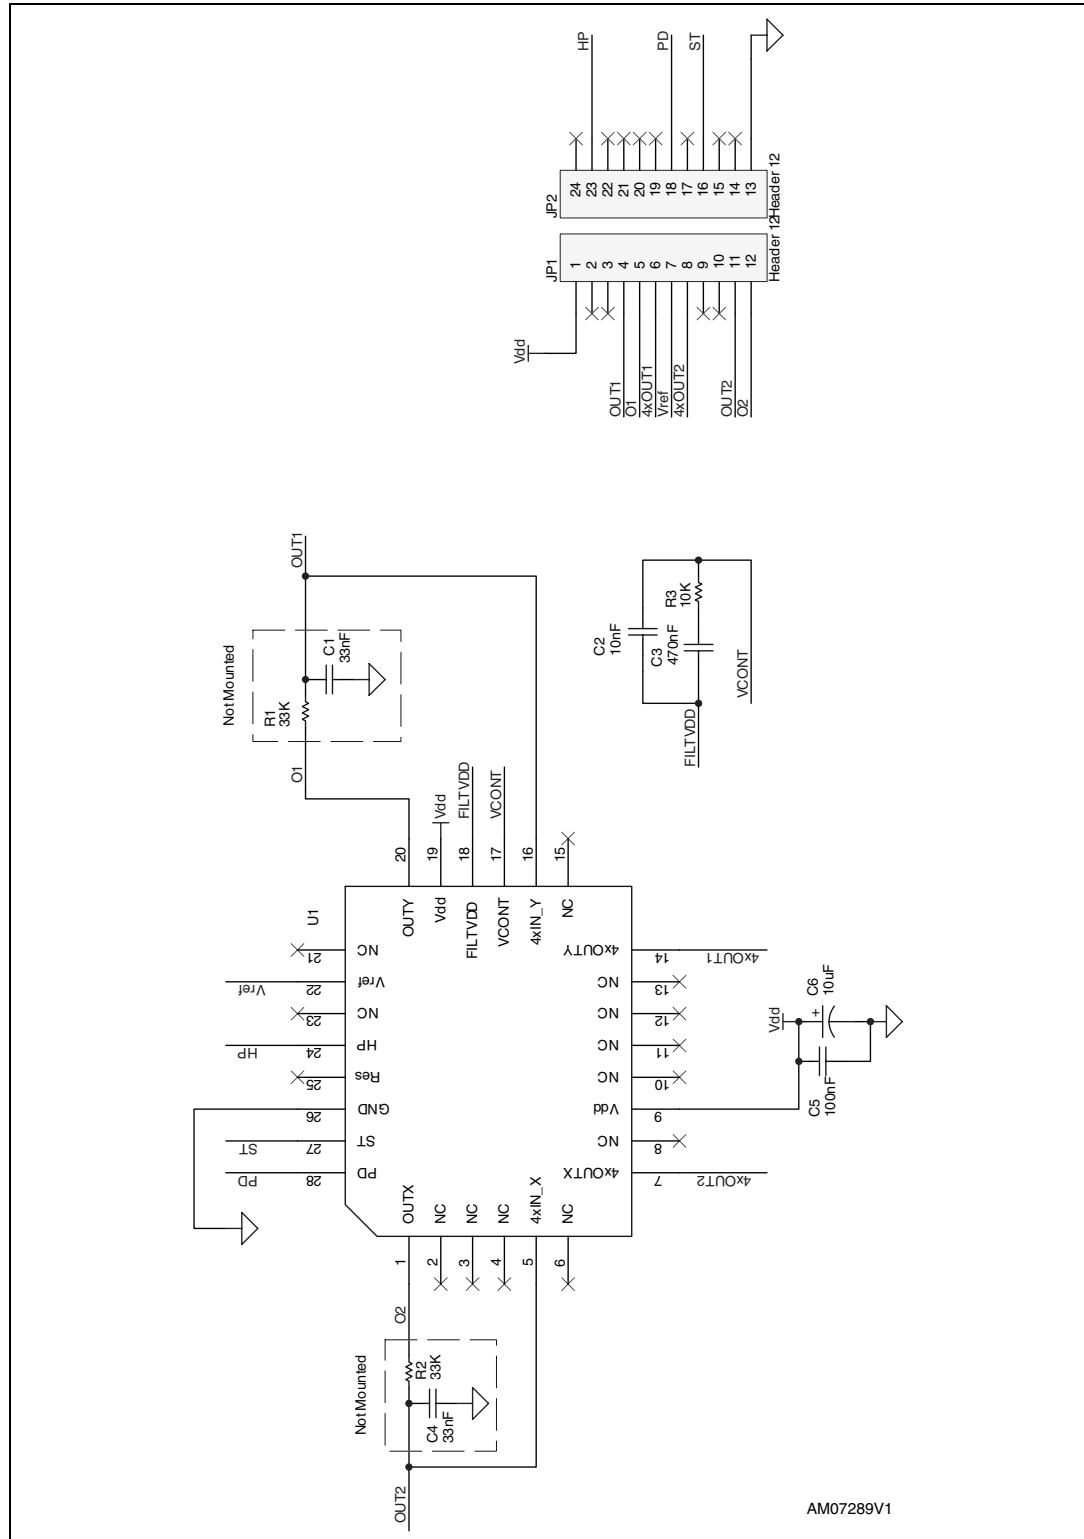 HP
PD
ST
JP2
24
23
22
21
20
19
18
17
16
15
14
13
Header 12
JP1
1
2
3
4
5
6
7
8
9
10
11
12
Header 12
Vdd
OUT1
O1
4xOUT1
Vref
4xOUT2
OUT2
O2
OUT1
Not Mounted
R1
33K
C1
33nF
O1
C2
10nF
C3
470nF
R3
10K
FILTVDD
VCONT
20
19
18
17
16
15
Vdd
FILTVDD
VCONT
U1
OUTY
Vdd
FILTVDD
VCONT
4xIN_Y
NC
21
NC
22
Vref
Vref
23
NC
24
HP
HP
25
Res
26
GND
27
ST
ST
28
PD
PD
14
4xOUTY
4xOUT1
13
NC
12
NC
11
NC
10
NC
9
Vdd
8
NC
7
4xOUTX
4xOUT2
Vdd
C6
10uF
+
C5
100nF
OUTX
NC
NC
NC
4xIN_X
NC
1
2
3
4
5
6
O2
Not Mounted
R2
33K
C4
33nF
OUT2
AM07289V1